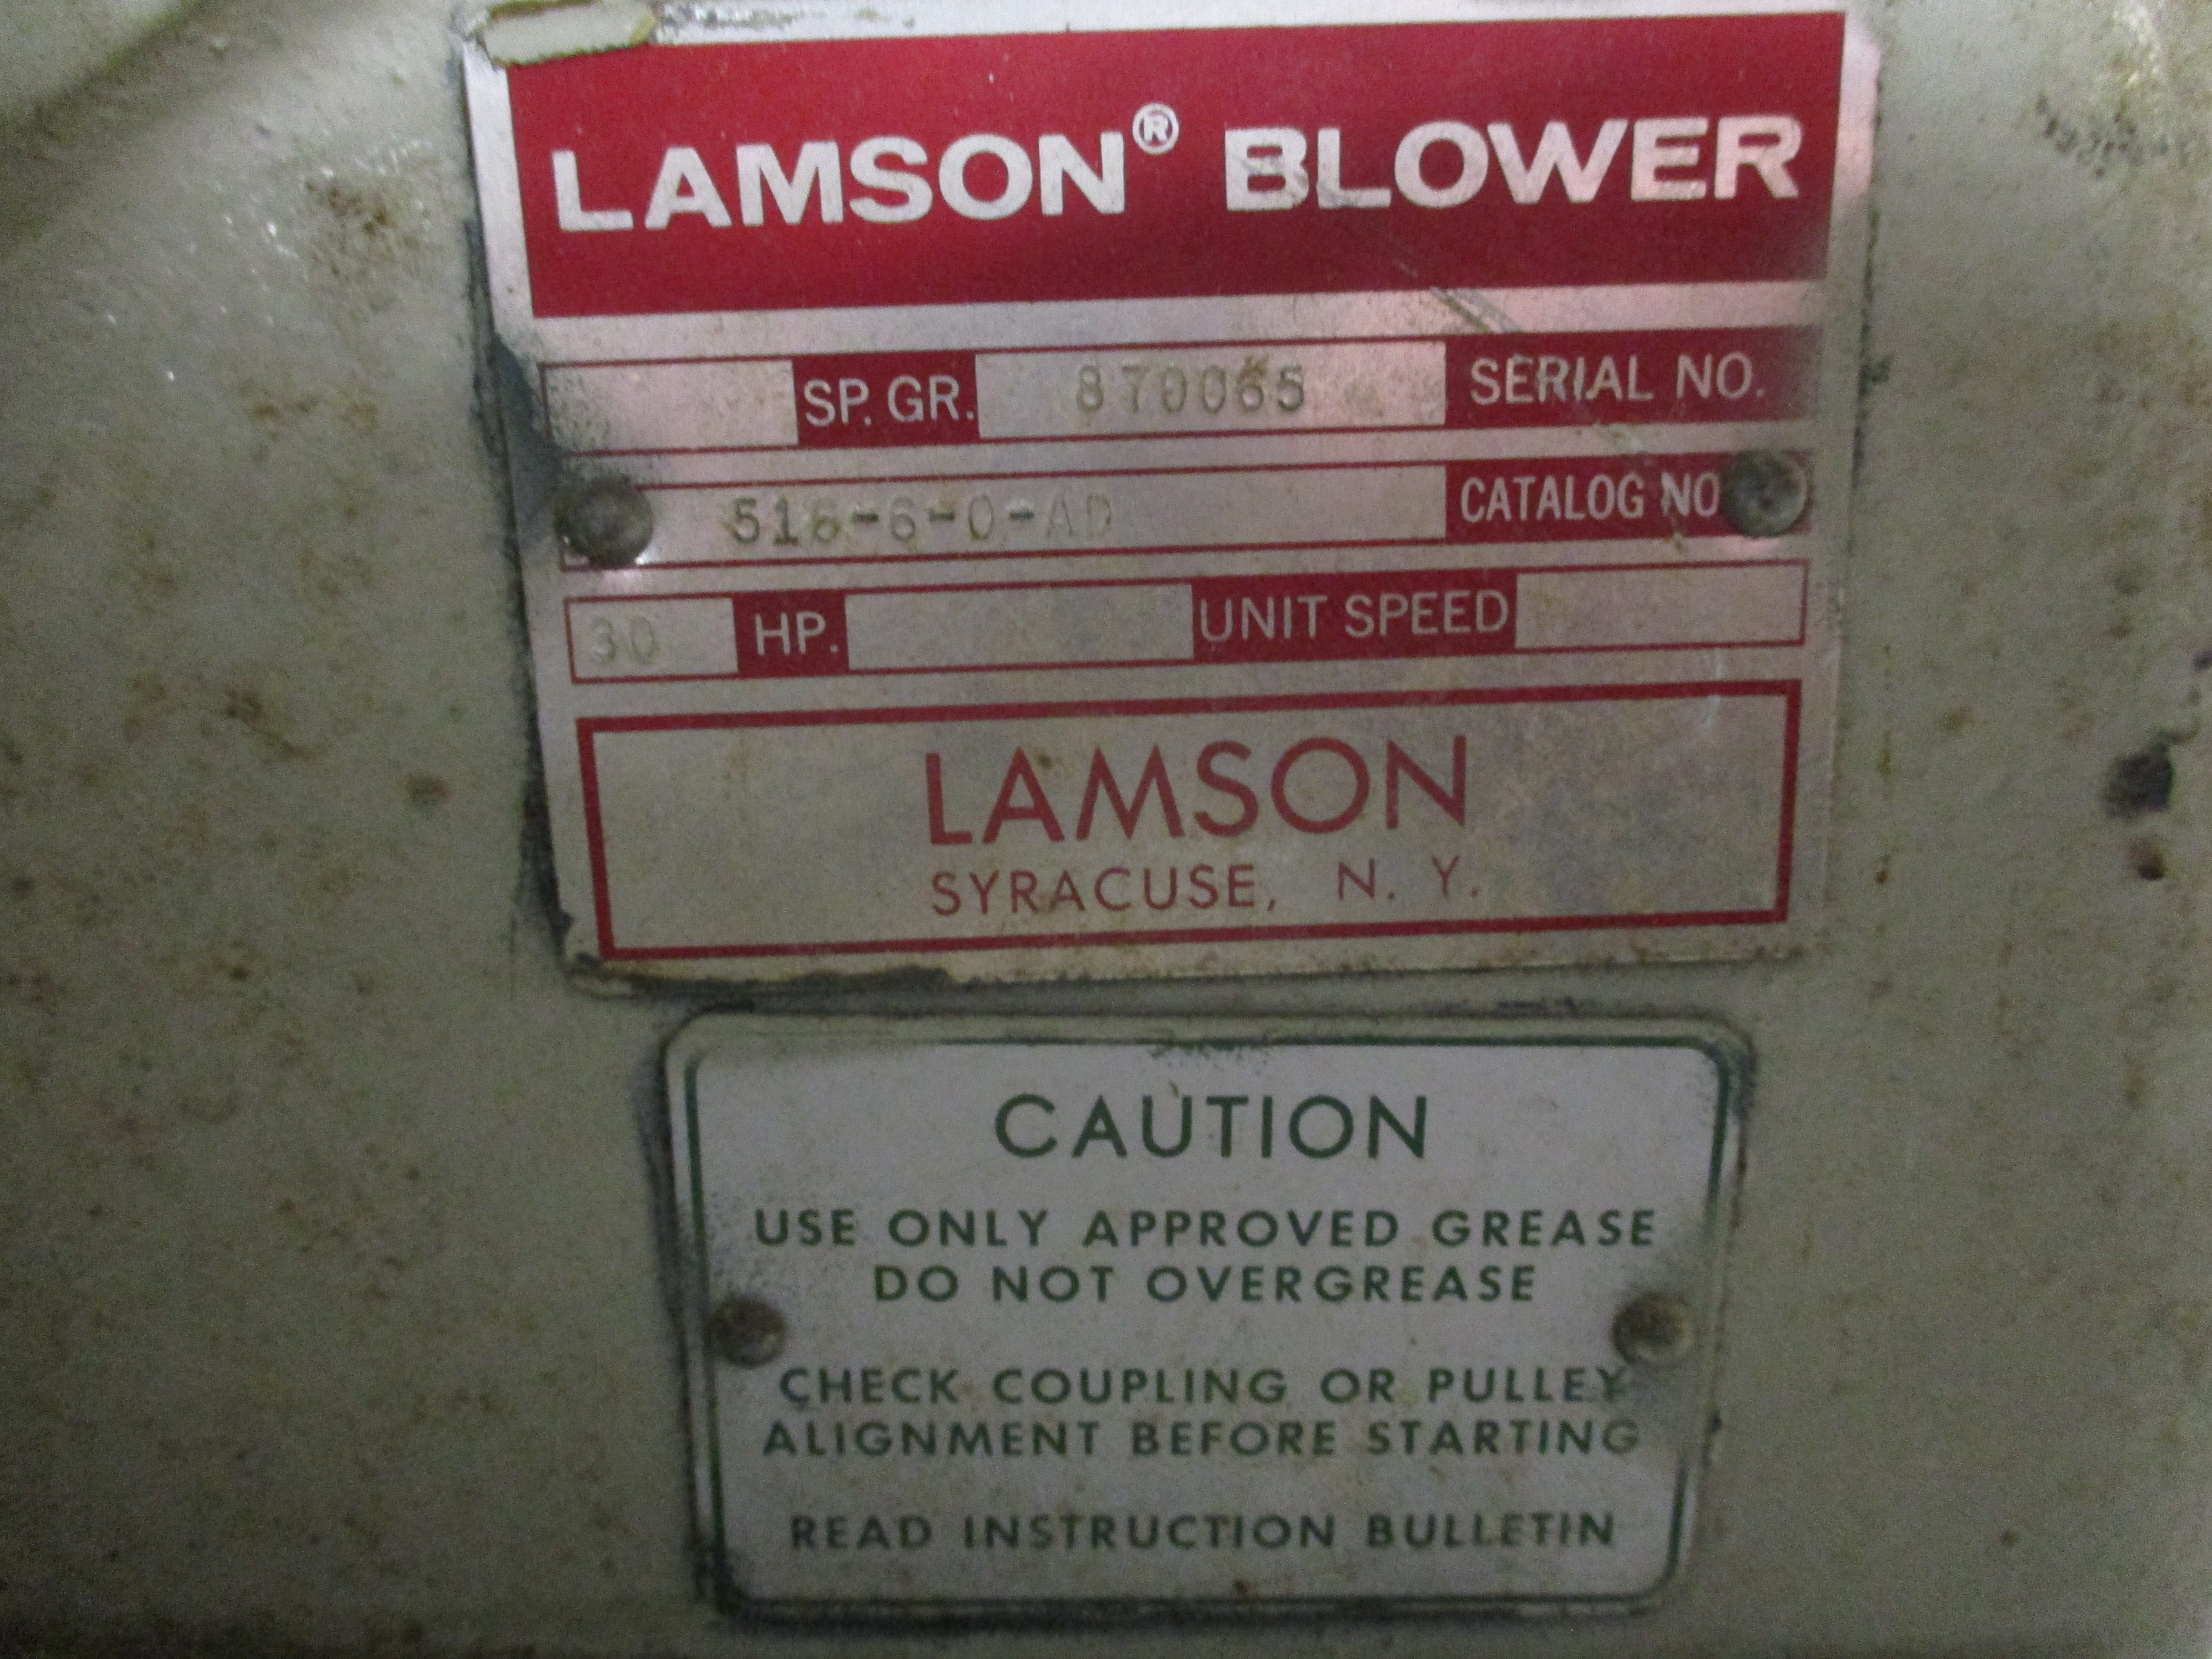 LAMSON® BLOWER
SP. GR. 870065 SERIAL NO.
516-6-0-AD CATALOG NO
30 HP. UNIT SPEED
LAMSON
SYRACUSE, N. Y.
CAUTION
USE ONLY APPROVED GREASE
DO NOT OVERGREASE
CHECK COUPLING OR PULLEY
ALIGNMENT BEFORE STARTING
READ INSTRUCTION BULLETIN